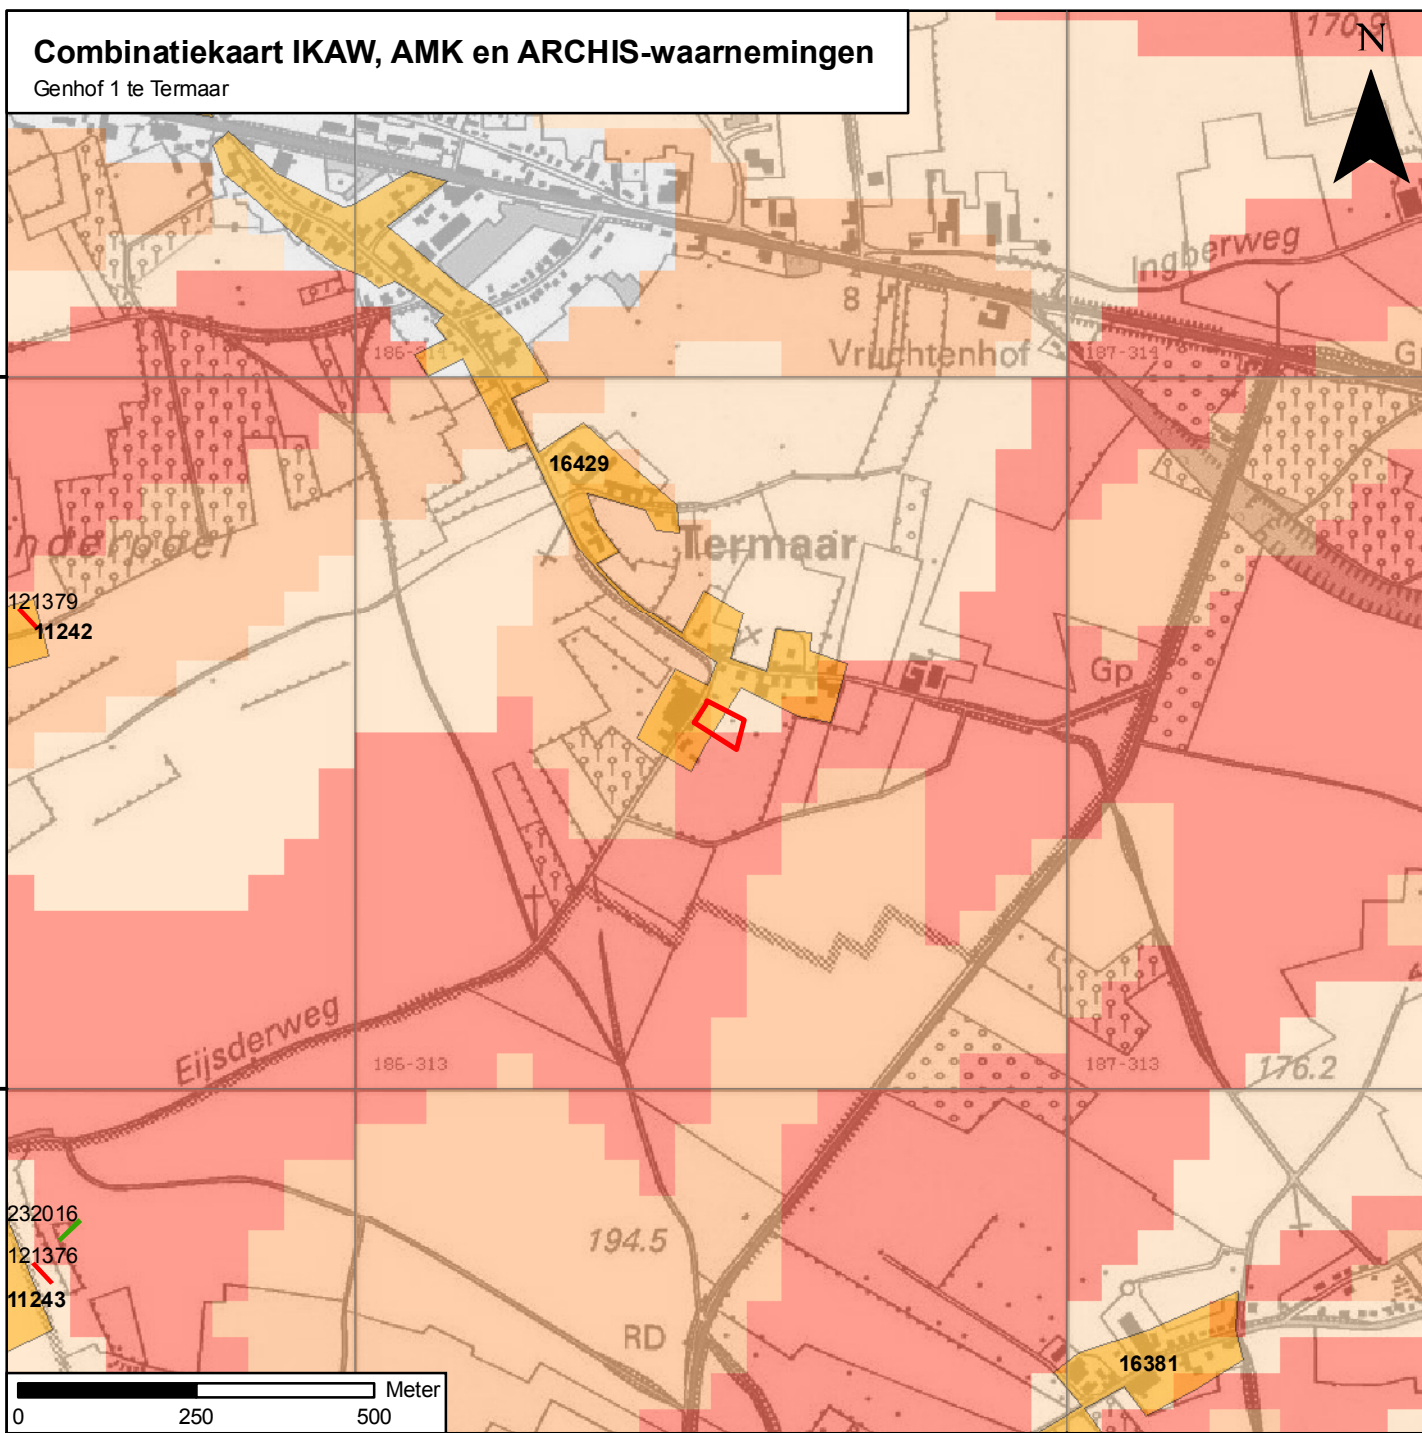 Combinatiekaart IKAW, AMK en ARCHIS-waarnemingen
Genhof 1 te Termaar
170.9
N
Ingberweg
8
Vruchtenhof
186-314
187-314
16429
Termaar
121379
11242
Gp
Eijsderweg
186-313
187-313
176.2
232016
121376
11243
194.5
RD
16381
Meter
0 250 500